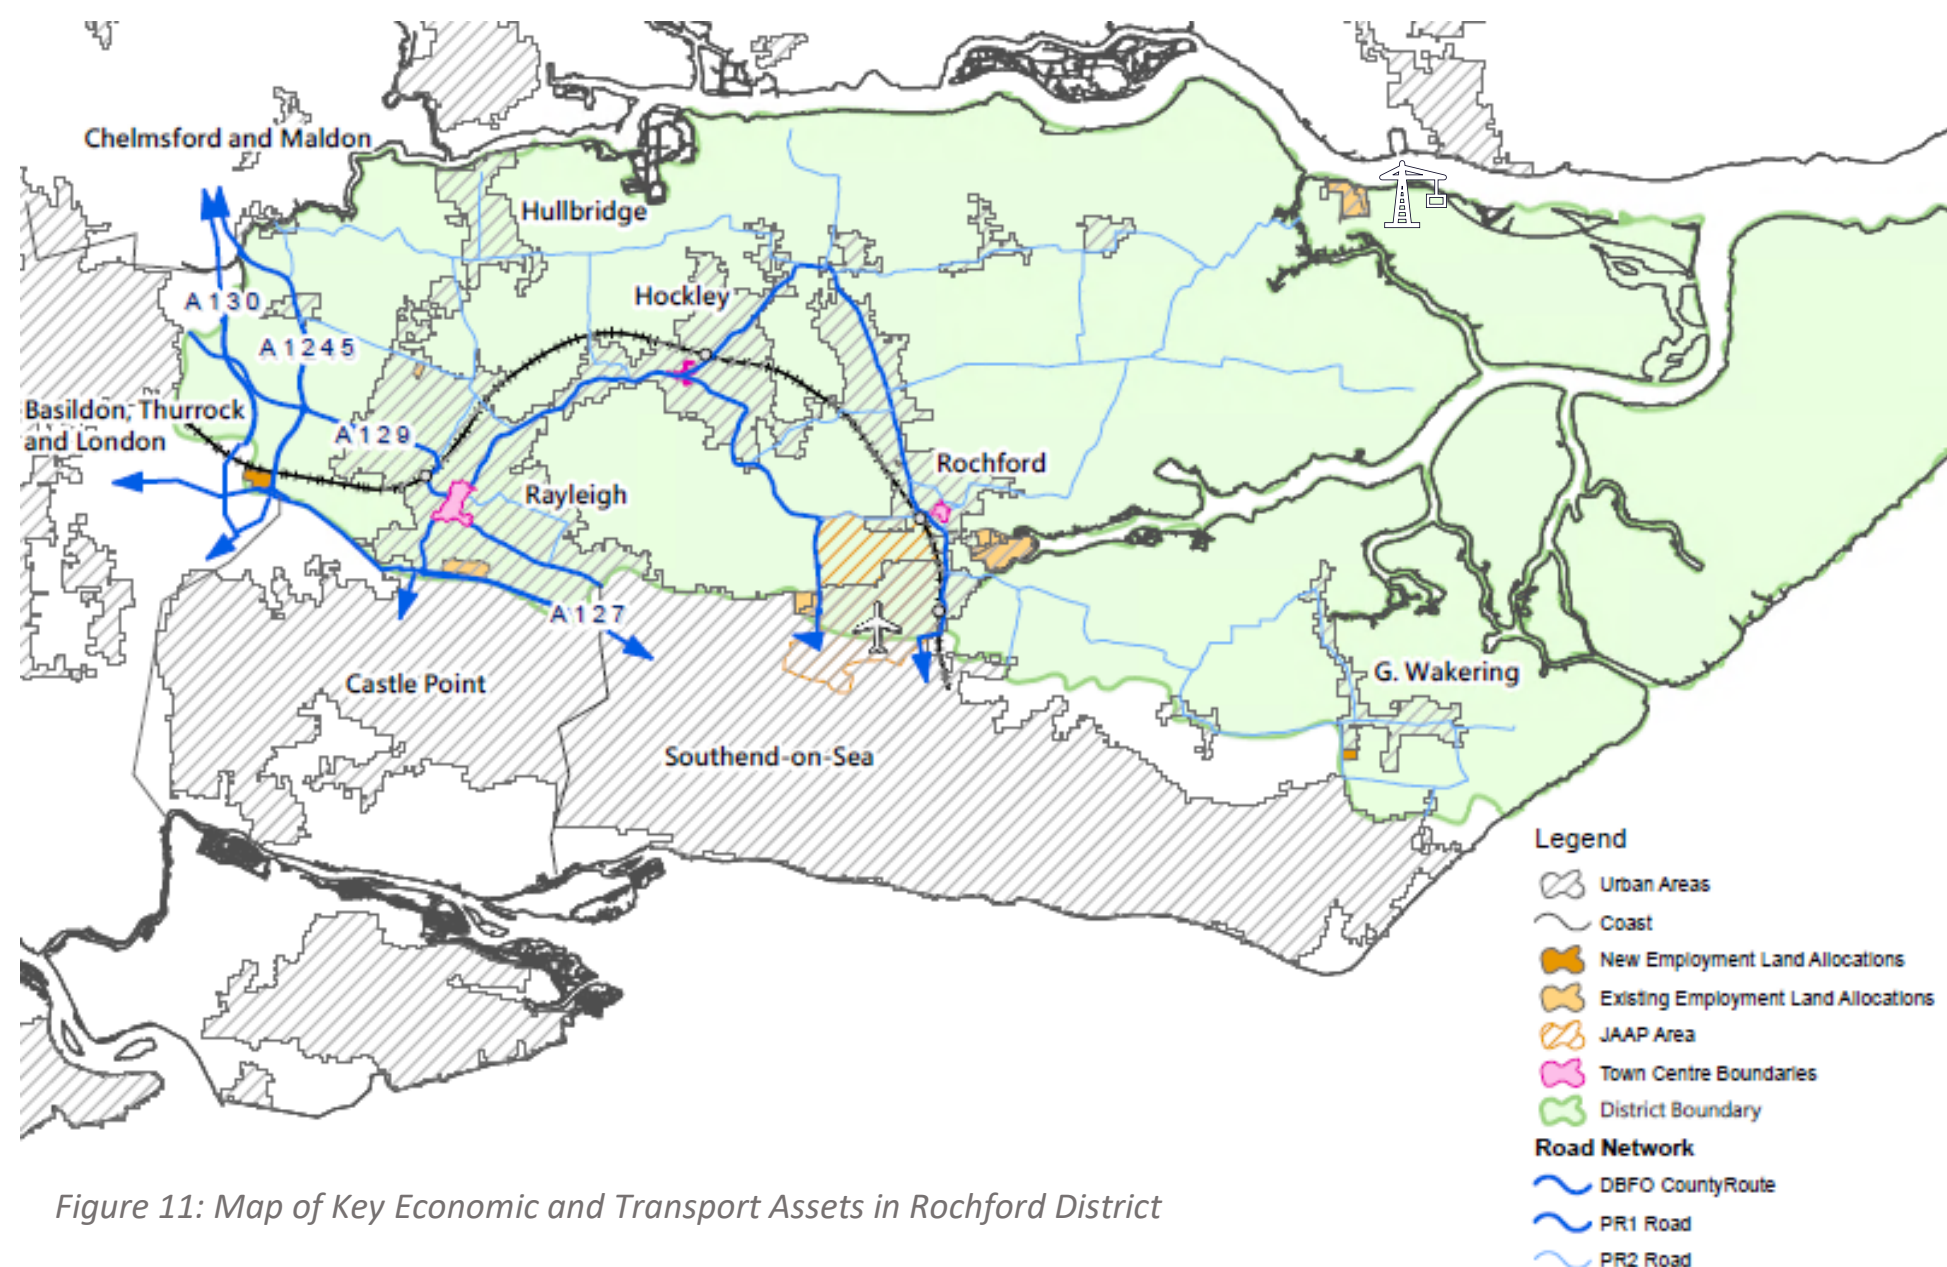 Chelmsford and Maldon
Hullbridge
A130
Hockley
A1245
Basildon, Thurrock
and London
A129
Rochford
Rayleigh
A127
G. Wakering
Castle Point
Southend-on-Sea
Legend
Urban Areas
Coast
New Employment Land Allocations
Existing Employment Land Allocations
JAAP Area
Town Centre Boundaries
District Boundary
Road Network
DBFO CountyRoute
PR1 Road
PR2 Road
Figure 11: Map of Key Economic and Transport Assets in Rochford District